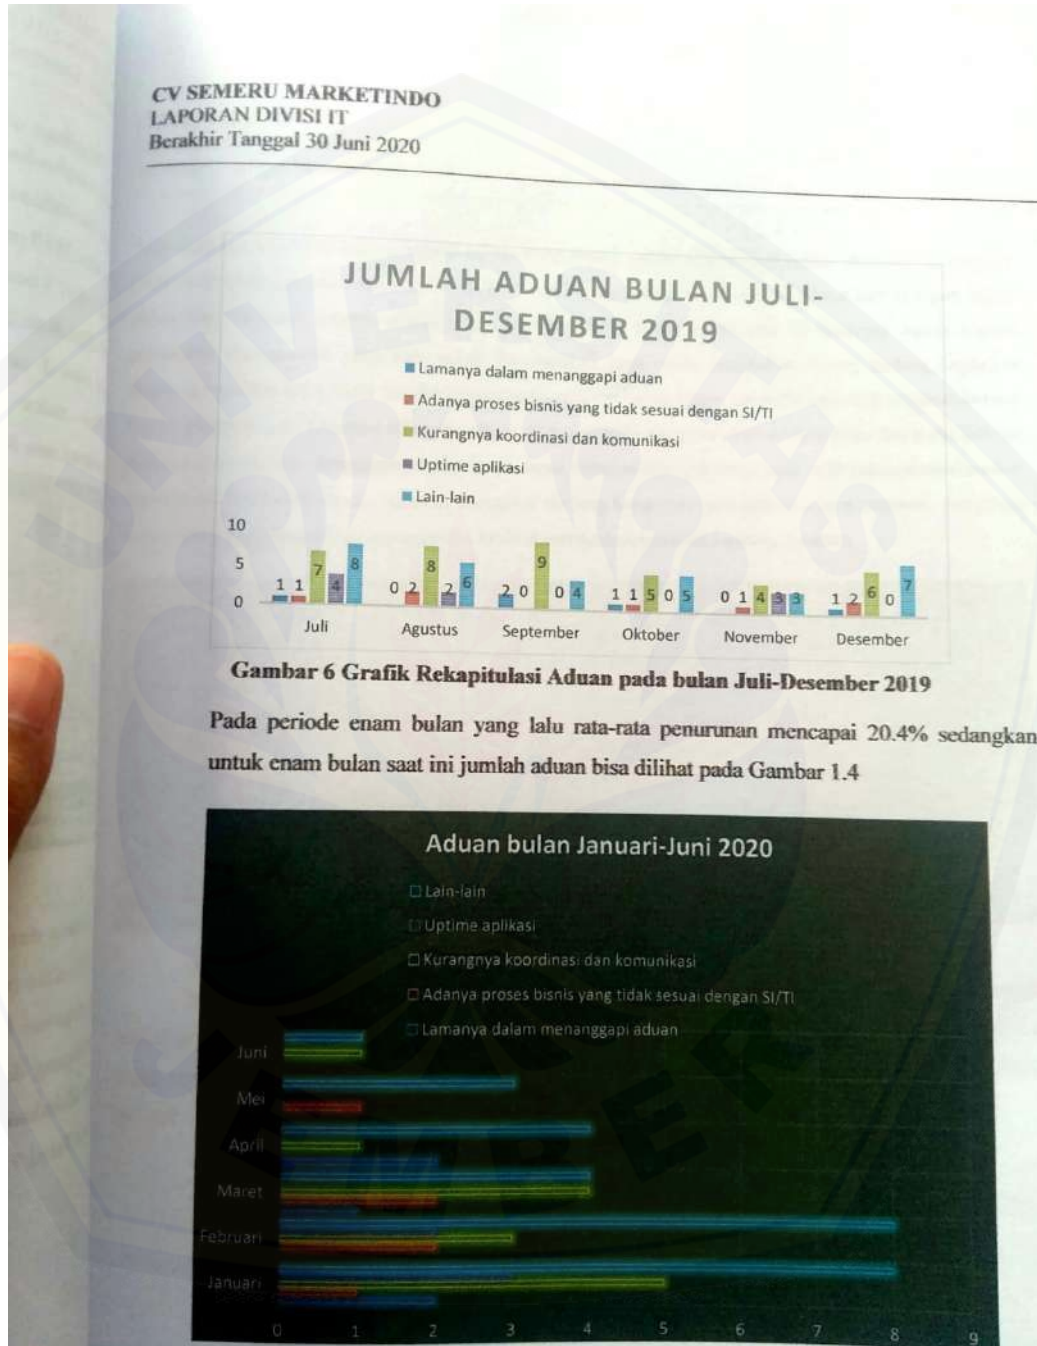 CV SEMERU MARKETINDO
LAPORAN DIVISI IT
Berakhir Tanggal 30 Juni 2020
JUMLAH ADUAN BULAN JULI-
DESEMBER 2019
Lamanya dalam menanggapi aduan
Adanya proses bisnis yang tidak sesuai dengan SI/TI
Kurangnya koordinasi dan komunikasi
Uptime aplikasi
Lain-lain
10
5
0
1 1 7 4 8 0 2 8 2 6 2 0 9 0 4 1 1 5 0 5 0 1 4 3 3 1 2 6 0 7
Juli Agustus September Oktober November Desember
Gambar 6 Grafik Rekapitulasi Aduan pada bulan Juli-Desember 2019
Pada periode enam bulan yang lalu rata-rata penurunan mencapai 20.4% sedangkan
untuk enam bulan saat ini jumlah aduan bisa dilihat pada Gambar 1.4
Aduan bulan Januari-Juni 2020
Lain-lain
Uptime aplikasi
Kurangnya koordinasi dan komunikasi
Adanya proses bisnis yang tidak sesuai dengan SI/TI
Lamanya dalam menanggapi aduan
Juni
Mei
April
Maret
Februari
Januari
0 1 2 3 4 5 6 7 8 9
UNIVERSITAS
JEMBER